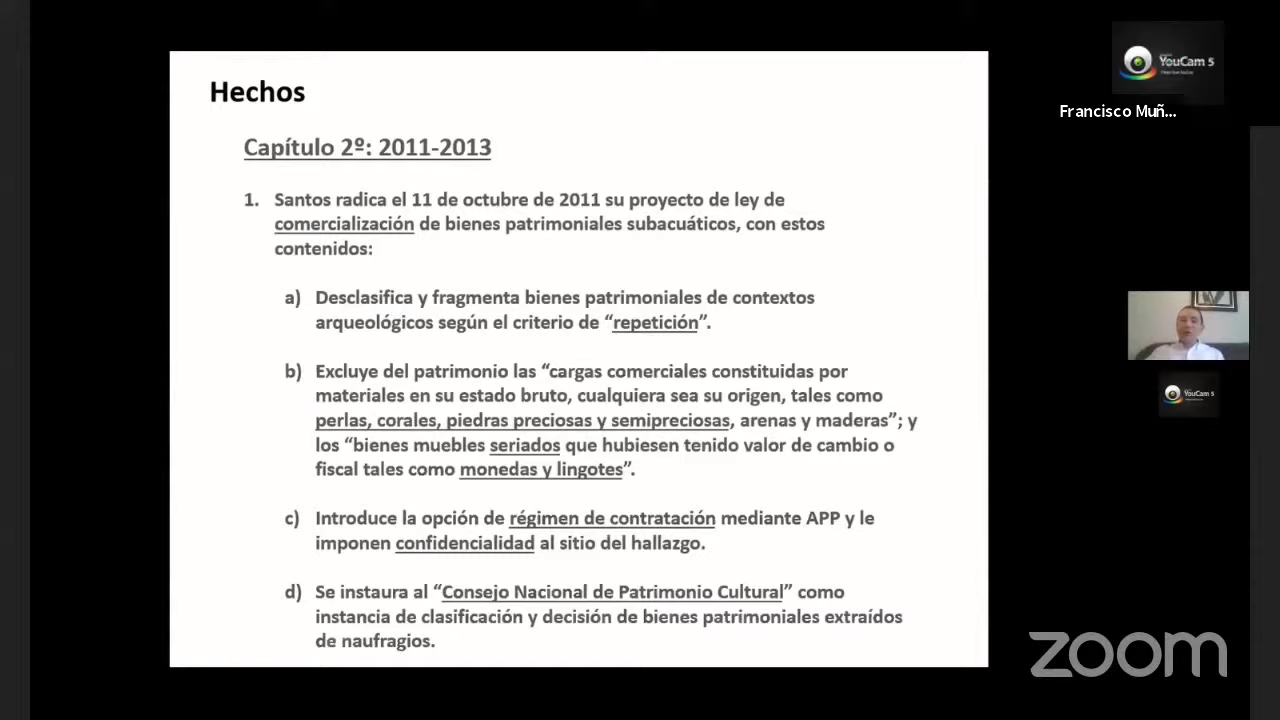 Hechos
Capítulo 2º: 2011-2013
1. Santos radica el 11 de octubre de 2011 su proyecto de ley de
comercialización de bienes patrimoniales subacuáticos, con estos
contenidos:
a) Desclasifica y fragmenta bienes patrimoniales de contextos
arqueológicos según el criterio de “repetición”.
b) Excluye del patrimonio las “cargas comerciales constituidas por
materiales en su estado bruto, cualquiera sea su origen, tales como
perlas, corales, piedras preciosas y semipreciosas, arenas y maderas”; y
los “bienes muebles seriados que hubiesen tenido valor de cambio o
fiscal tales como monedas y lingotes”.
c) Introduce la opción de régimen de contratación mediante APP y le
imponen confidencialidad al sitio del hallazgo.
d) Se instaura al “Consejo Nacional de Patrimonio Cultural” como
instancia de clasificación y decisión de bienes patrimoniales extraídos
de naufragios.
YouCam 5
Francisco Muñ...
YouCam 5
zoom